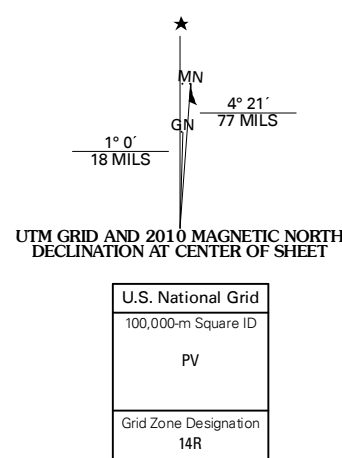 ★
MN
4° 21´
77 MILS
GN
1° 0´
18 MILS
UTM GRID AND 2010 MAGNETIC NORTH
DECLINATION AT CENTER OF SHEET
U.S. National Grid
100,000-m Square ID
PV
Grid Zone Designation
14R